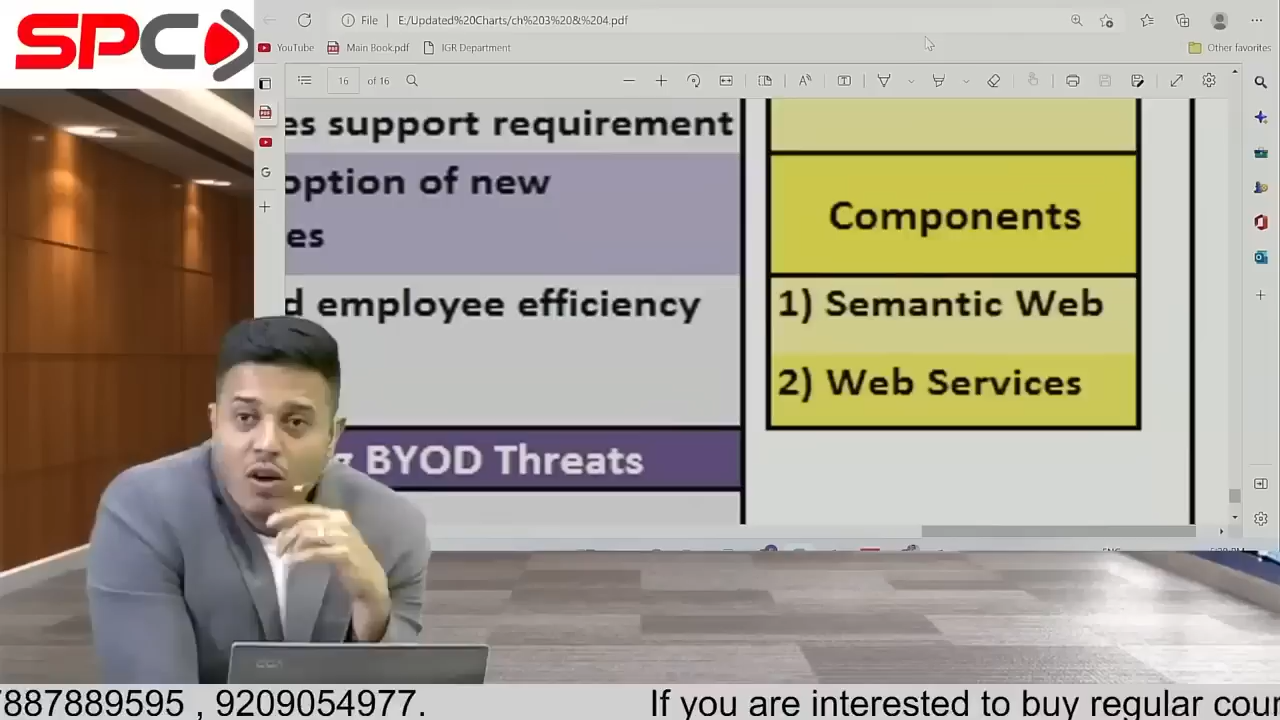 SPC
File
E:/Updated%20Charts/ch%203%20&%204.pdf
YouTube
Main Book.pdf
IGR Department
Other favorites
16
of 16
es support requirement
option of new
es
d employee efficiency
BYOD Threats
Components
1) Semantic Web
2) Web Services
G
ENG
7887889595 , 9209054977.
If you are interested to buy regular cour